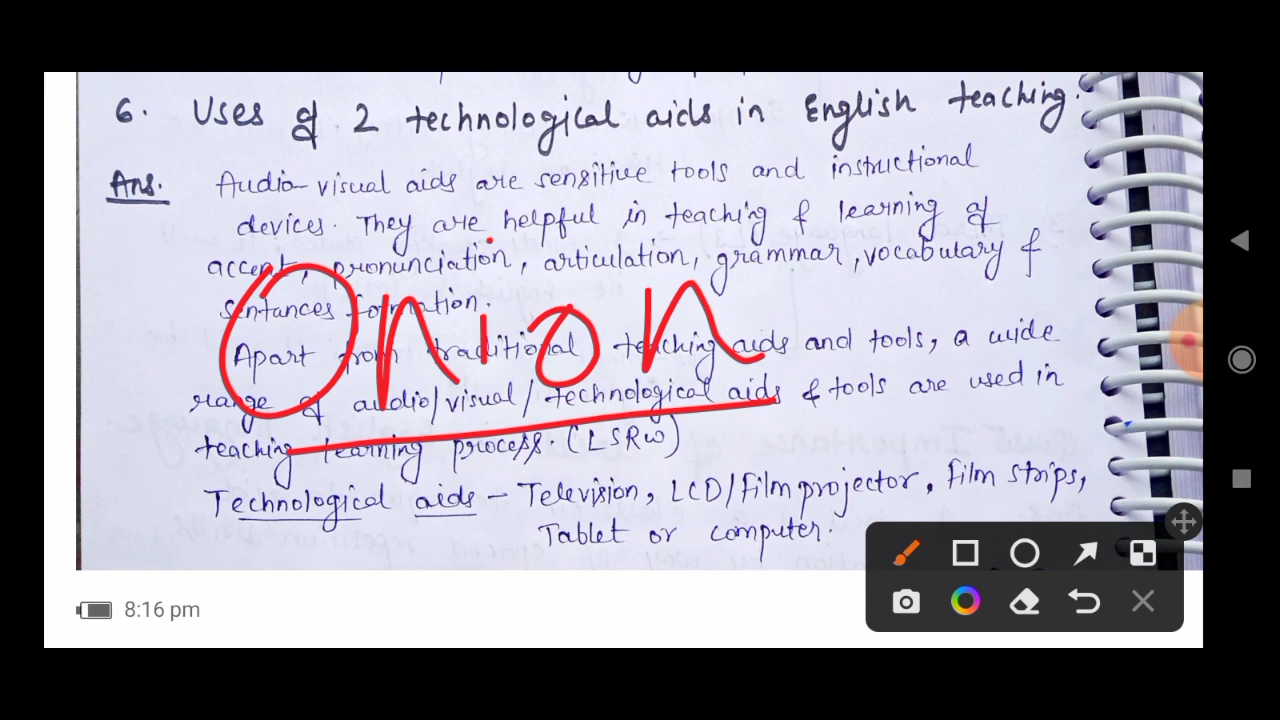 6. Uses of 2 technological aids in English teaching.
Ans. Audio-visual aids are sensitive tools and instructional
devices. They are helpful in teaching & learning of
accent, pronunciation, articulation, grammar, vocabulary &
sentances formation.
Onion
Apart from traditional teaching aids and tools, a wide
range of audio/visual/technological aids & tools are used in
teaching learning process. (LSRW)
Technological aids - Television, LCD/Film projector, film strips,
Tablet or computer.
8:16 pm